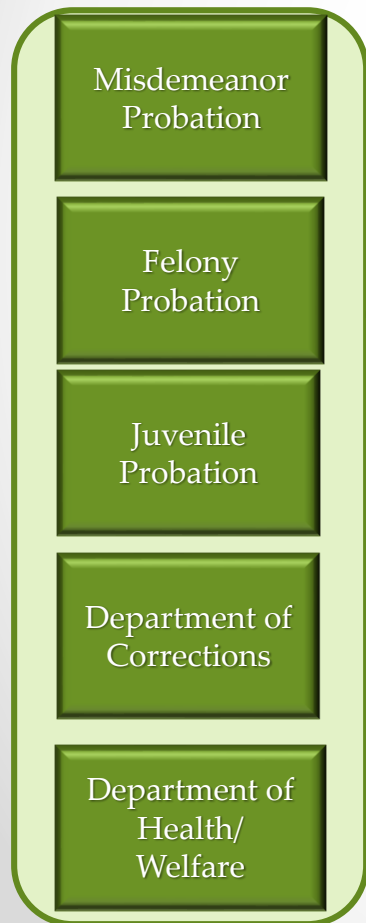 Misdemeanor
Probation
Felony
Probation
Juvenile
Probation
Department of
Corrections
Department of
Health/
Welfare